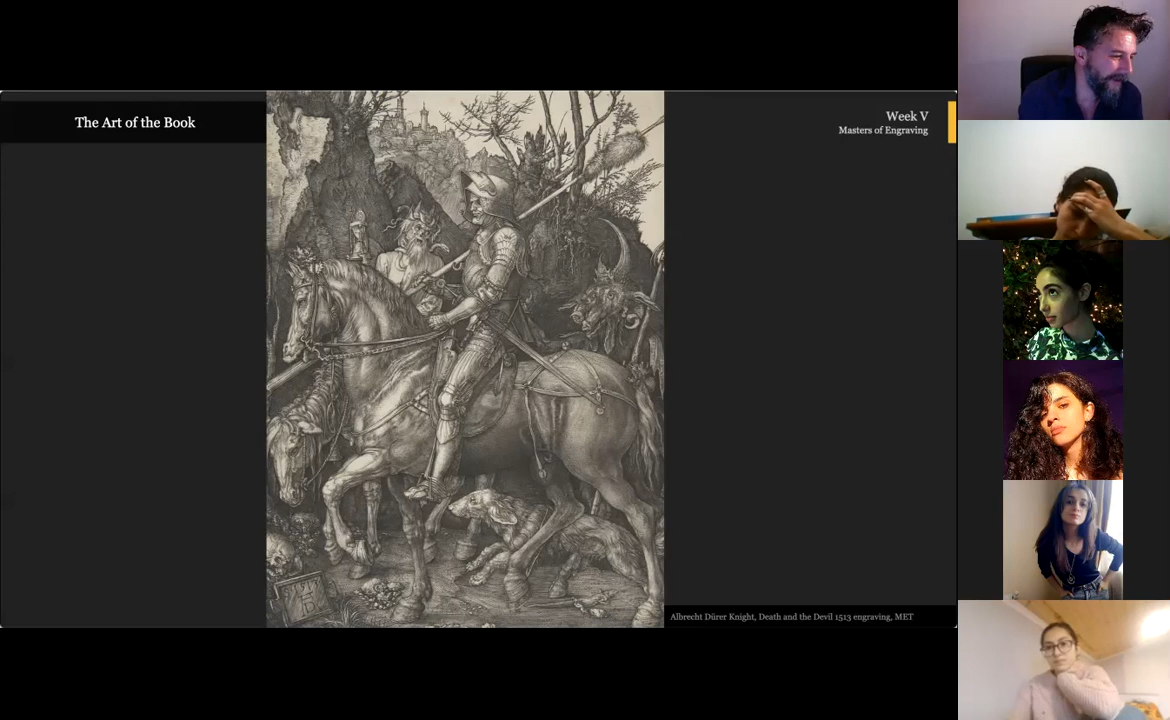 The Art of the Book
Week V
Masters of Engraving
Albrecht Dürer Knight, Death and the Devil 1513 engraving, MET